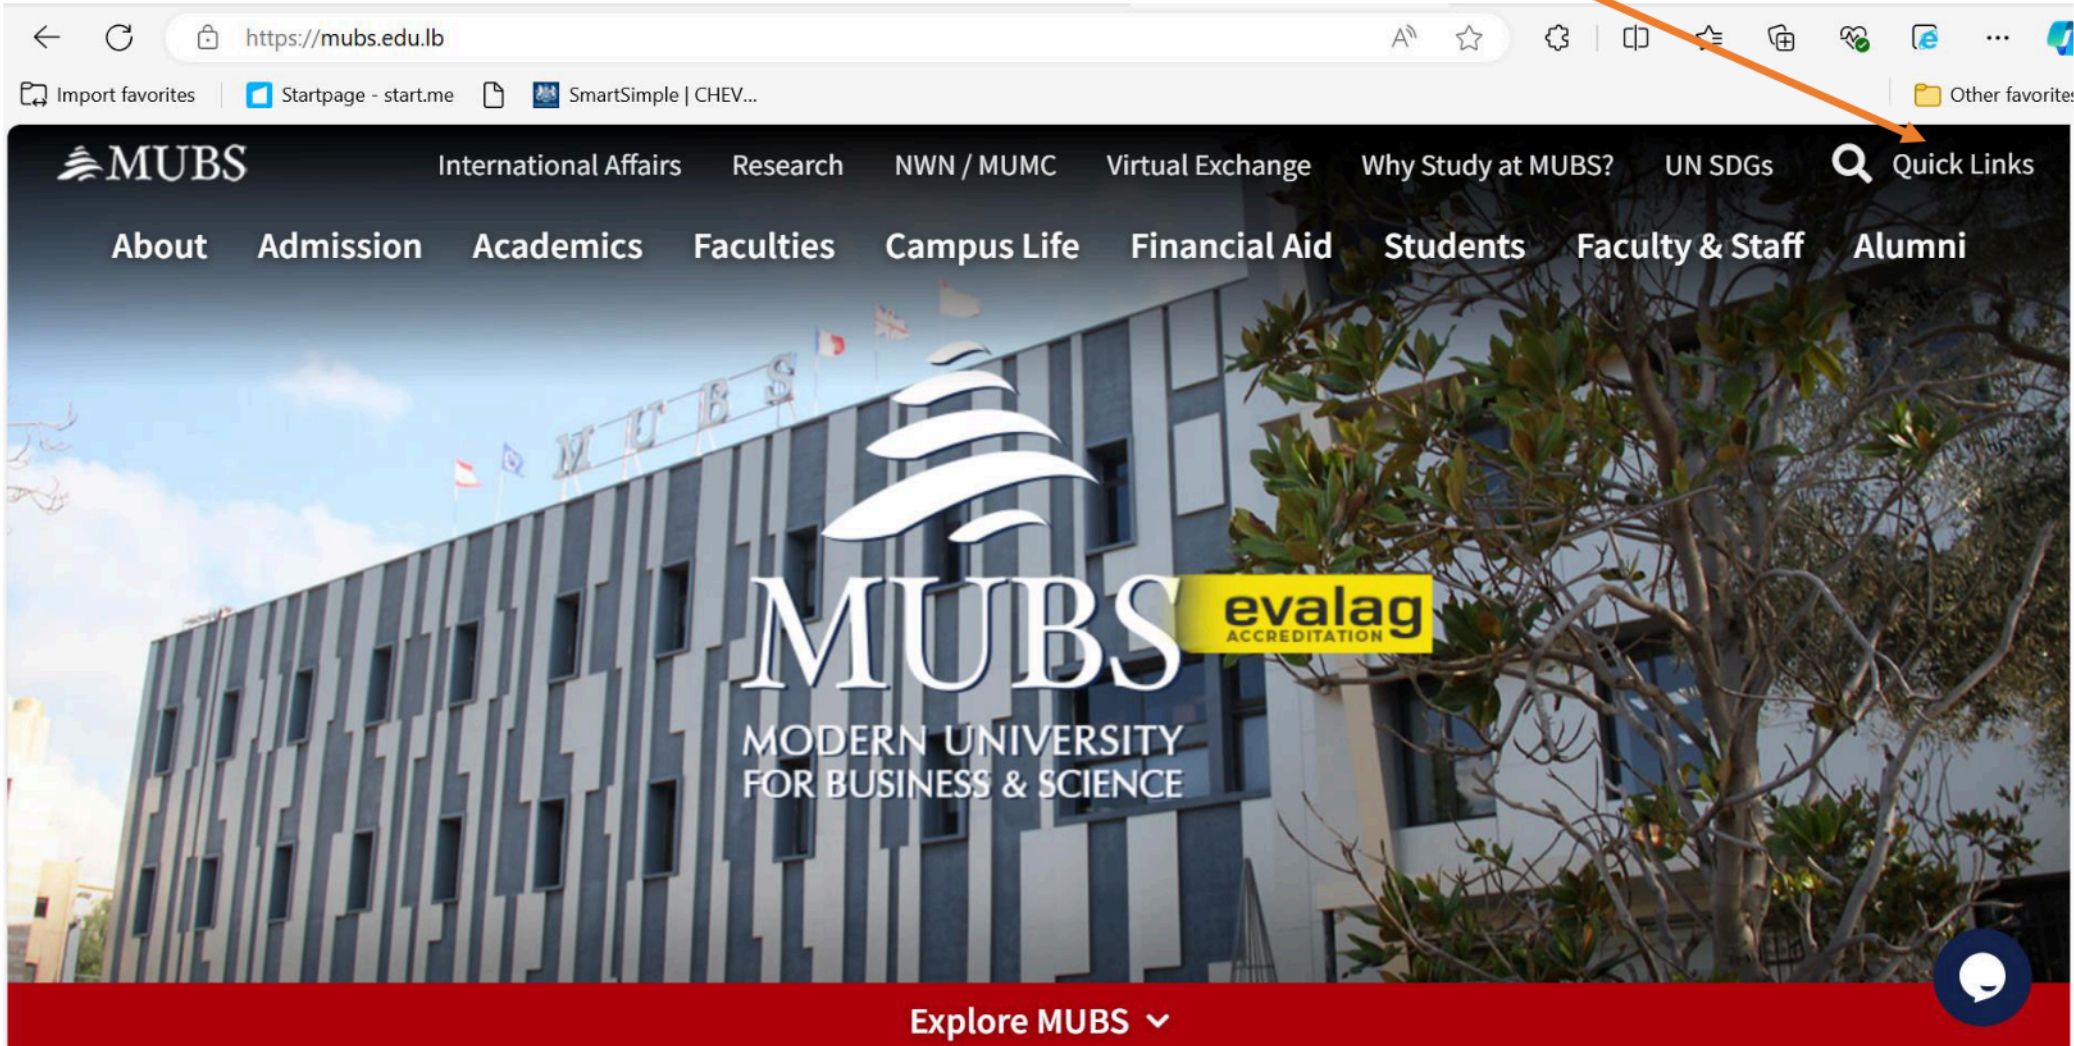 https://mubs.edu.lb
Import favorites
Startpage - start.me
SmartSimple | CHEV...
Other favorites
MUBS
International Affairs
Research
NWN / MUMC
Virtual Exchange
Why Study at MUBS?
UN SDGs
Quick Links
About
Admission
Academics
Faculties
Campus Life
Financial Aid
Students
Faculty & Staff
Alumni
M U B S
MUBS
evalag
ACCREDITATION
MODERN UNIVERSITY
FOR BUSINESS & SCIENCE
Explore MUBS